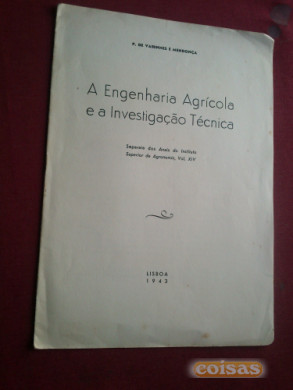 P. DE VARENNES E MENDONÇA
A Engenharia Agrícola
e a Investigação Técnica
Separata dos Anais do Instituto
Superior de Agronomia, Vol. XIV
LISBOA
1943
coisas